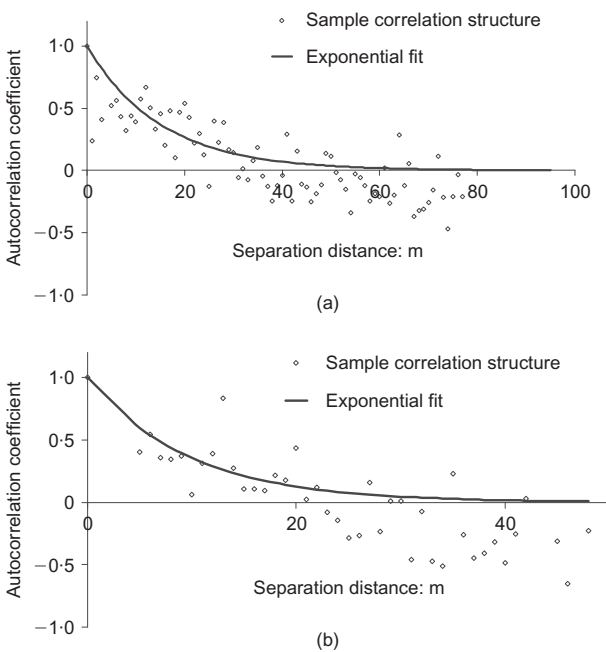 Sample correlation structure
Exponential fit
Autocorrelation coefficient
1·0
0·5
0
−0·5
−1·0
0 20 40 60 80 100
Separation distance: m
(a)
Sample correlation structure
Exponential fit
Autocorrelation coefficient
1·0
0·5
0
−0·5
−1·0
0 20 40
Separation distance: m
(b)